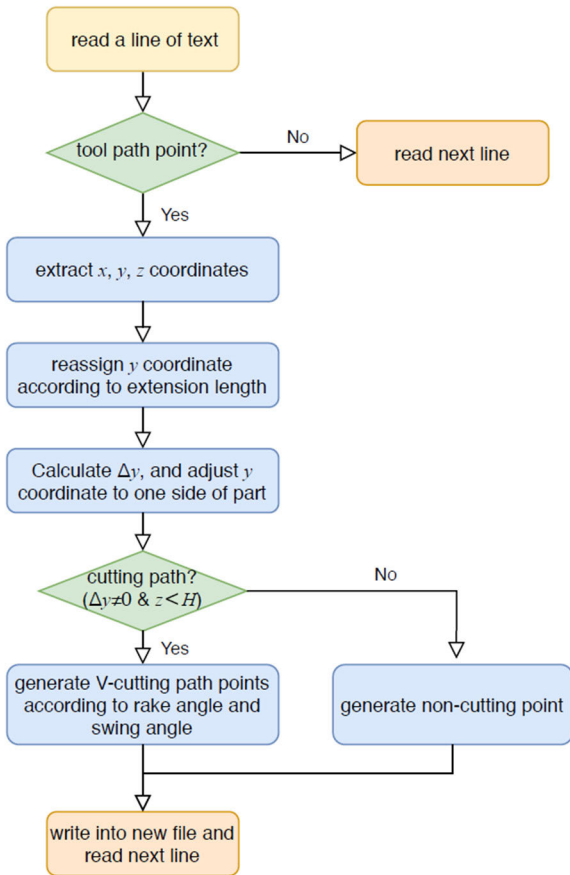 read a line of text
tool path point?
No
read next line
Yes
extract x, y, z coordinates
reassign y coordinate
according to extension length
Calculate Δy, and adjust y
coordinate to one side of part
cutting path?
(Δy≠0 & z<H)
No
Yes
generate V-cutting path points
according to rake angle and
swing angle
generate non-cutting point
write into new file and
read next line